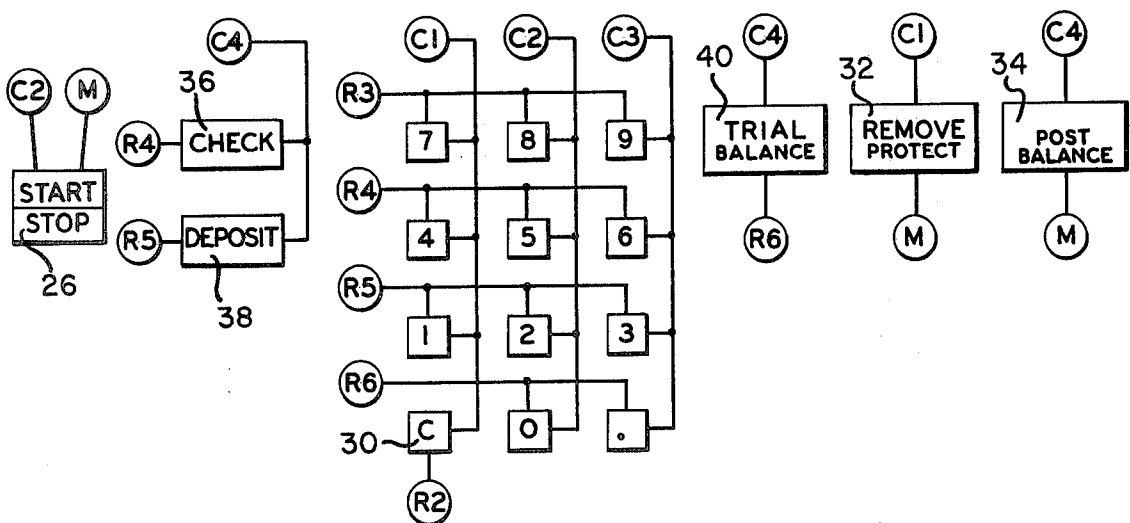 C4
C1
C2
C3
40
C4
32
C1
34
C4
C2
M
36
R3
R4
CHECK
7
8
9
TRIAL
BALANCE
REMOVE
PROTECT
POST
BALANCE
START
STOP
R4
R5
DEPOSIT
4
5
6
R6
M
M
26
38
R5
1
2
3
R6
30
C
0
.
R2